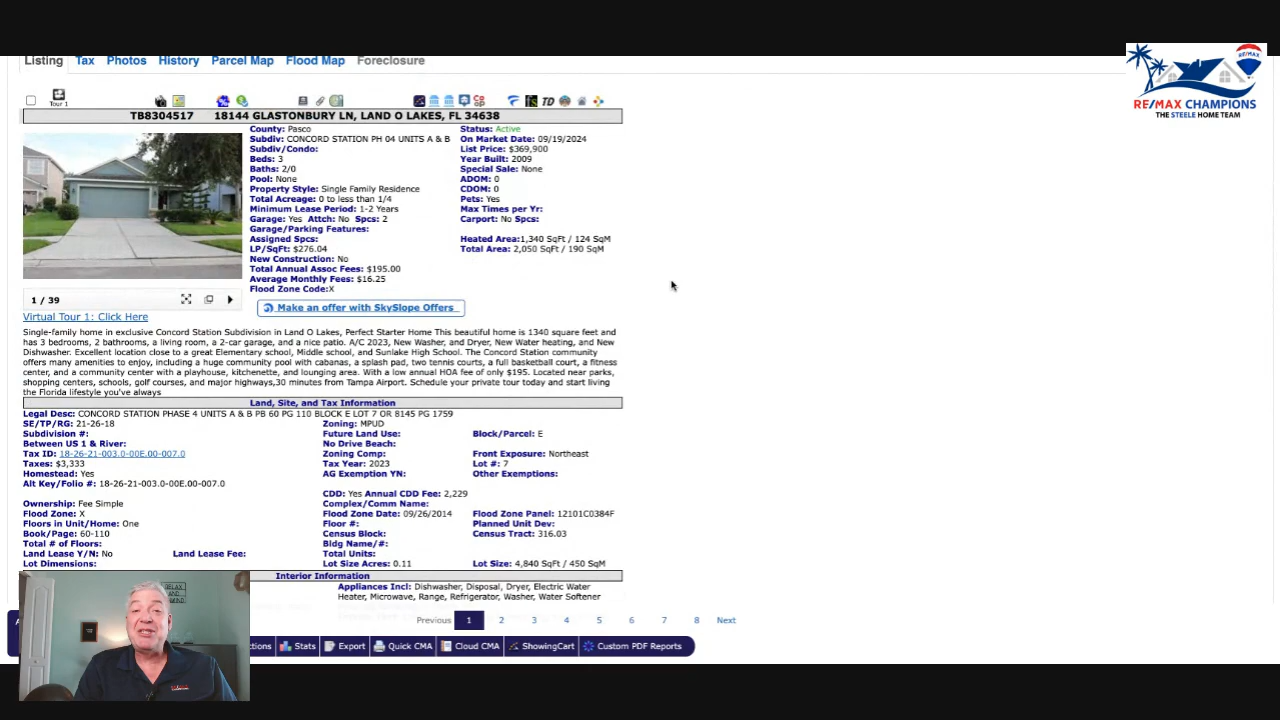 Listing Tax Photos History Parcel Map Flood Map Foreclosure
RE/MAX
RE/MAX CHAMPIONS
THE STEELE HOME TEAM
Tour 1
TB8304517 18144 GLASTONBURY LN, LAND O LAKES, FL 34638
County: Pasco Status: Active
Subdiv: CONCORD STATION PH 04 UNITS A & B On Market Date: 09/19/2024
Subdiv/Condo: List Price: $369,900
Beds: 3 Year Built: 2009
Baths: 2/0 Special Sale: None
Pool: None ADOM: 0
Property Style: Single Family Residence CDOM: 0
Total Acreage: 0 to less than 1/4 Pets: Yes
Minimum Lease Period: 1-2 Years Max Times per Yr:
Garage: Yes Attch: No Spcs: 2 Carport: No Spcs:
Garage/Parking Features:
Assigned Spcs: Heated Area:1,340 SqFt / 124 SqM
LP/SqFt: $276.04 Total Area: 2,050 SqFt / 190 SqM
New Construction: No
Total Annual Assoc Fees: $195.00
Average Monthly Fees: $16.25
Flood Zone Code:X
1 / 39
Make an offer with SkySlope Offers
Virtual Tour 1: Click Here
Single-family home in exclusive Concord Station Subdivision in Land O Lakes, Perfect Starter Home This beautiful home is 1340 square feet and
has 3 bedrooms, 2 bathrooms, a living room, a 2-car garage, and a nice patio. A/C 2023, New Washer, and Dryer, New Water heating, and New
Dishwasher. Excellent location close to a great Elementary school, Middle school, and Sunlake High School. The Concord Station community
offers many amenities to enjoy, including a huge community pool with cabanas, a splash pad, two tennis courts, a full basketball court, a fitness
center, and a community center with a playhouse, kitchenette, and lounging area. With a low annual HOA fee of only $195. Located near parks,
shopping centers, schools, golf courses, and major highways,30 minutes from Tampa Airport. Schedule your private tour today and start living
the Florida lifestyle you've always
Land, Site, and Tax Information
Legal Desc: CONCORD STATION PHASE 4 UNITS A & B PB 60 PG 110 BLOCK E LOT 7 OR 8145 PG 1759
SE/TP/RG: 21-26-18 Zoning: MPUD
Subdivision #: Future Land Use: Block/Parcel: E
Between US 1 & River: No Drive Beach:
Tax ID: 18-26-21-003.0-00E.00-007.0 Zoning Comp: Front Exposure: Northeast
Taxes: $3,333 Tax Year: 2023 Lot #: 7
Homestead: Yes AG Exemption YN: Other Exemptions:
Alt Key/Folio #: 18-26-21-003.0-00E.00-007.0
CDD: Yes Annual CDD Fee: 2,229
Ownership: Fee Simple Complex/Comm Name:
Flood Zone: X Flood Zone Date: 09/26/2014 Flood Zone Panel: 12101C0384F
Floors in Unit/Home: One Floor #: Planned Unit Dev:
Book/Page: 60-110 Census Block: Census Tract: 316.03
Total # of Floors: Bldg Name/#:
Land Lease Y/N: No Land Lease Fee: Total Units:
Lot Dimensions: Lot Size Acres: 0.11 Lot Size: 4,840 SqFt / 450 SqM
Interior Information
Appliances Incl: Dishwasher, Disposal, Dryer, Electric Water
Heater, Microwave, Range, Refrigerator, Washer, Water Softener
RELAX
AND
Previous 1 2 3 4 5 6 7 8 Next
tions Stats Export Quick CMA Cloud CMA ShowingCart Custom PDF Reports